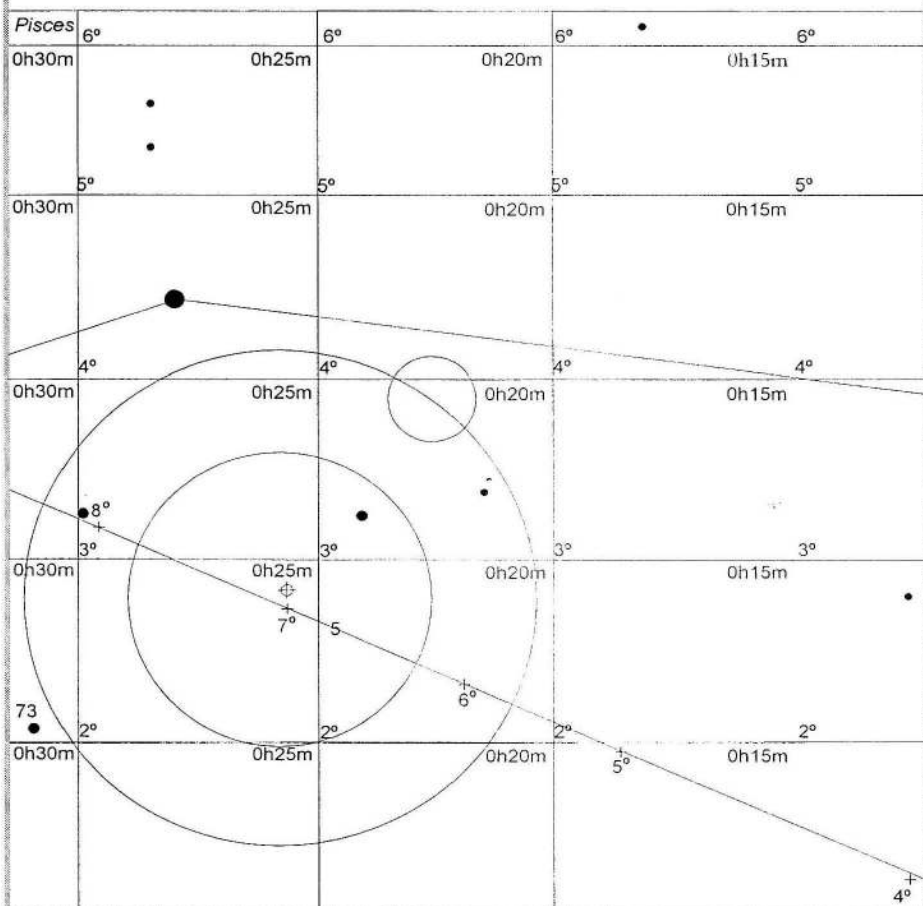 Pisces
6° 6° 6° 6°
0h30m 0h25m 0h20m 0h15m
5° 5° 5° 5°
0h30m 0h25m 0h20m 0h15m
4° 4° 4° 4°
0h30m 0h25m 0h20m 0h15m
8°
3° 3° 3° 3°
0h30m 0h25m 0h20m 0h15m
7° 5
6°
73
2° 2° 2° 2°
0h30m 0h25m 0h20m 0h15m
5°
4°